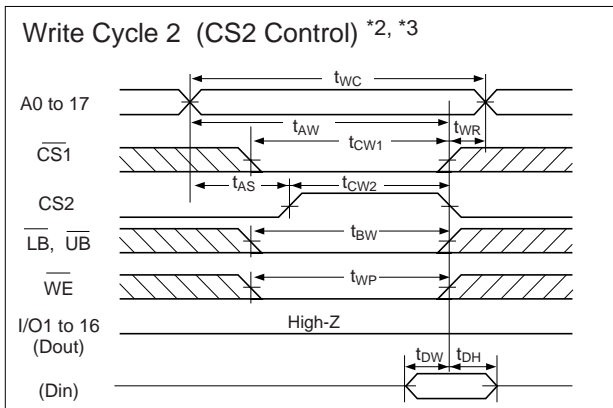 Write Cycle 2 (CS2 Control) *2, *3
tWC
A0 to 17
tAW
tCW1
tWR
CS1
tAS
tCW2
CS2
LB, UB
tBW
WE
tWP
I/O1 to 16
(Dout)
High-Z
tDW
tDH
(Din)